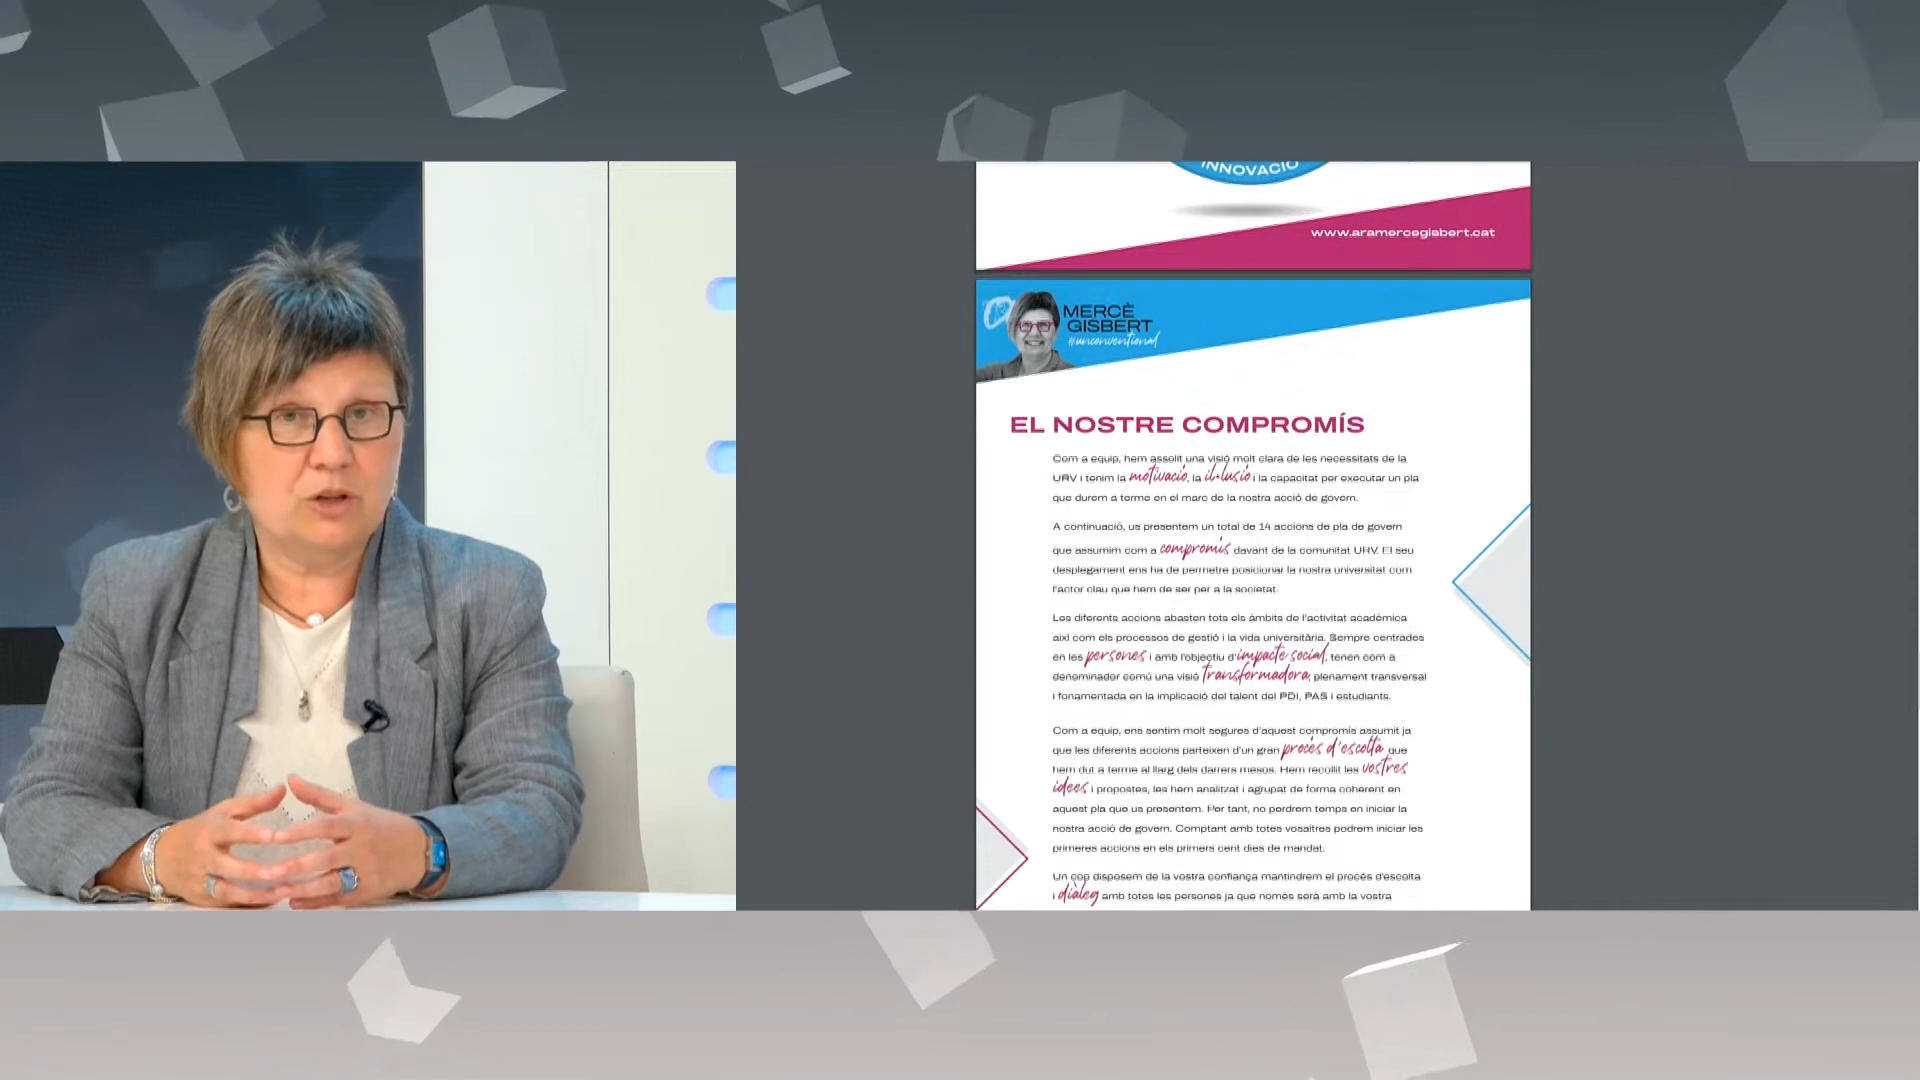 INNOVACIÓ
www.aramercegisbert.cat
MERCÈ
GISBERT
#unconventional
EL NOSTRE COMPROMÍS
Com a equip, hem assolit una visió molt clara de les necessitats de la
URV i tenim la motivació, la il·lusió i la capacitat per executar un pla
que durem a terme en el marc de la nostra acció de govern.
A continuació, us presentem un total de 14 accions de pla de govern
que assumim com a compromís davant de la comunitat URV. El seu
desplegament ens ha de permetre posicionar la nostra universitat com
l'actor clau que hem de ser per a la societat.
Les diferents accions abasten tots els àmbits de l'activitat acadèmica
així com els processos de gestió i la vida universitària. Sempre centrades
en les persones i amb l'objectiu d'impacte social, tenen com a
denominador comú una visió transformadora, plenament transversal
i fonamentada en la implicació del talent del PDI, PAS i estudiants.
Com a equip, ens sentim molt segures d'aquest compromís assumit ja
que les diferents accions parteixen d'un gran procés d'escolta que
hem dut a terme al llarg dels darrers mesos. Hem recollit les vostres
idees i propostes, les hem analitzat i agrupat de forma coherent en
aquest pla que us presentem. Per tant, no perdrem temps en iniciar la
nostra acció de govern. Comptant amb totes vosaltres podrem iniciar les
primeres accions en els primers cent dies de mandat.
Un cop disposem de la vostra confiança mantindrem el procés d'escolta
i diàleg amb totes les persones ja que només serà amb la vostra